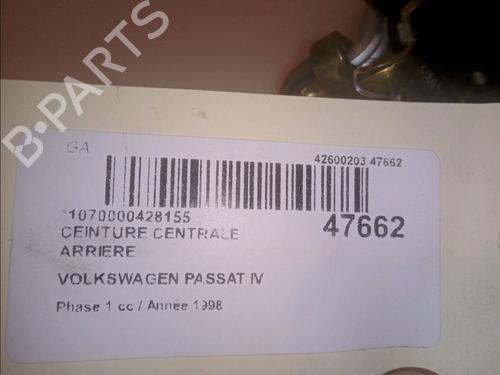 B-PARTS
GA
42600203 47662
*1070000428155
47662
CEINTURE CENTRALE
ARRIERE
VOLKSWAGEN PASSAT IV
Phase 1 cc / Année 1998